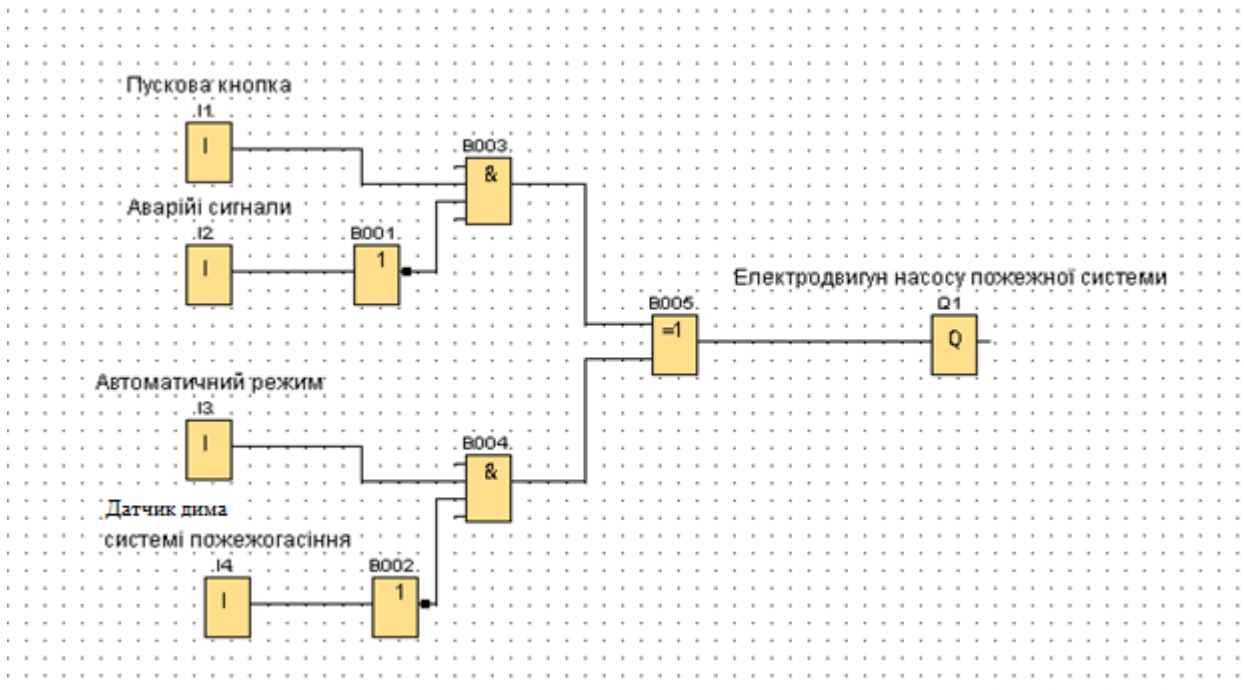 Пускова кнопка
I1
I
B003
&
Аварійі сигнали
I2
I
B001
1
Електродвигун насосу пожежної системи
B005
=1
Q1
Q
Автоматичний режим
I3
I
B004
&
Датчик дима
системі пожежогасіння
I4
I
B002
1